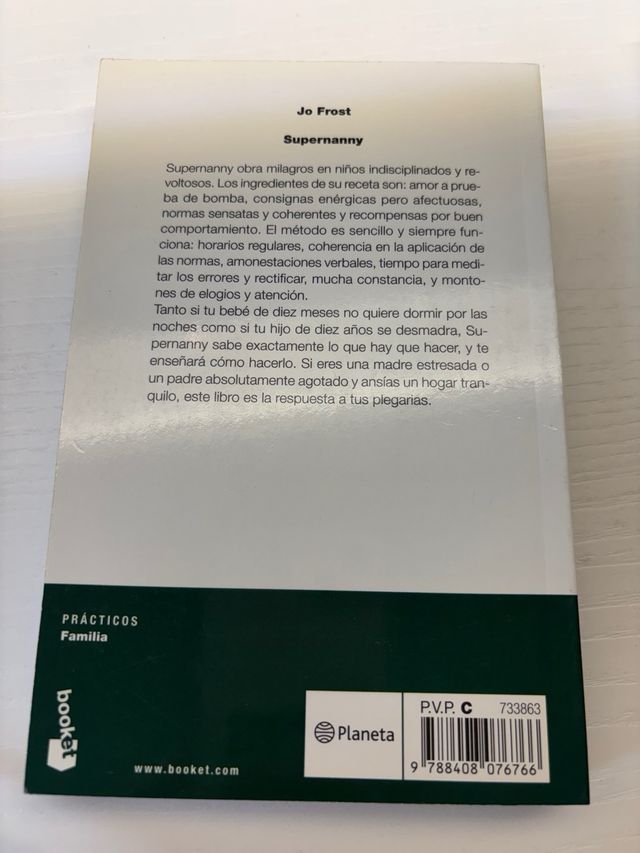 Jo Frost
Supernanny
Supernanny obra milagros en niños indisciplinados y re-
voltosos. Los ingredientes de su receta son: amor a prue-
ba de bomba, consignas enérgicas pero afectuosas,
normas sensatas y coherentes y recompensas por buen
comportamiento. El método es sencillo y siempre fun-
ciona: horarios regulares, coherencia en la aplicación de
las normas, amonestaciones verbales, tiempo para medi-
tar los errores y rectificar, mucha constancia, y monto-
nes de elogios y atención.
Tanto si tu bebé de diez meses no quiere dormir por las
noches como si tu hijo de diez años se desmadra, Su-
pernanny sabe exactamente lo que hay que hacer, y te
enseñará cómo hacerlo. Si eres una madre estresada o
un padre absolutamente agotado y ansías un hogar tran-
quilo, este libro es la respuesta a tus plegarias.
PRÁCTICOS
Familia
booket
www.booket.com
Planeta
P.V.P. C 733863
9 788408 076766